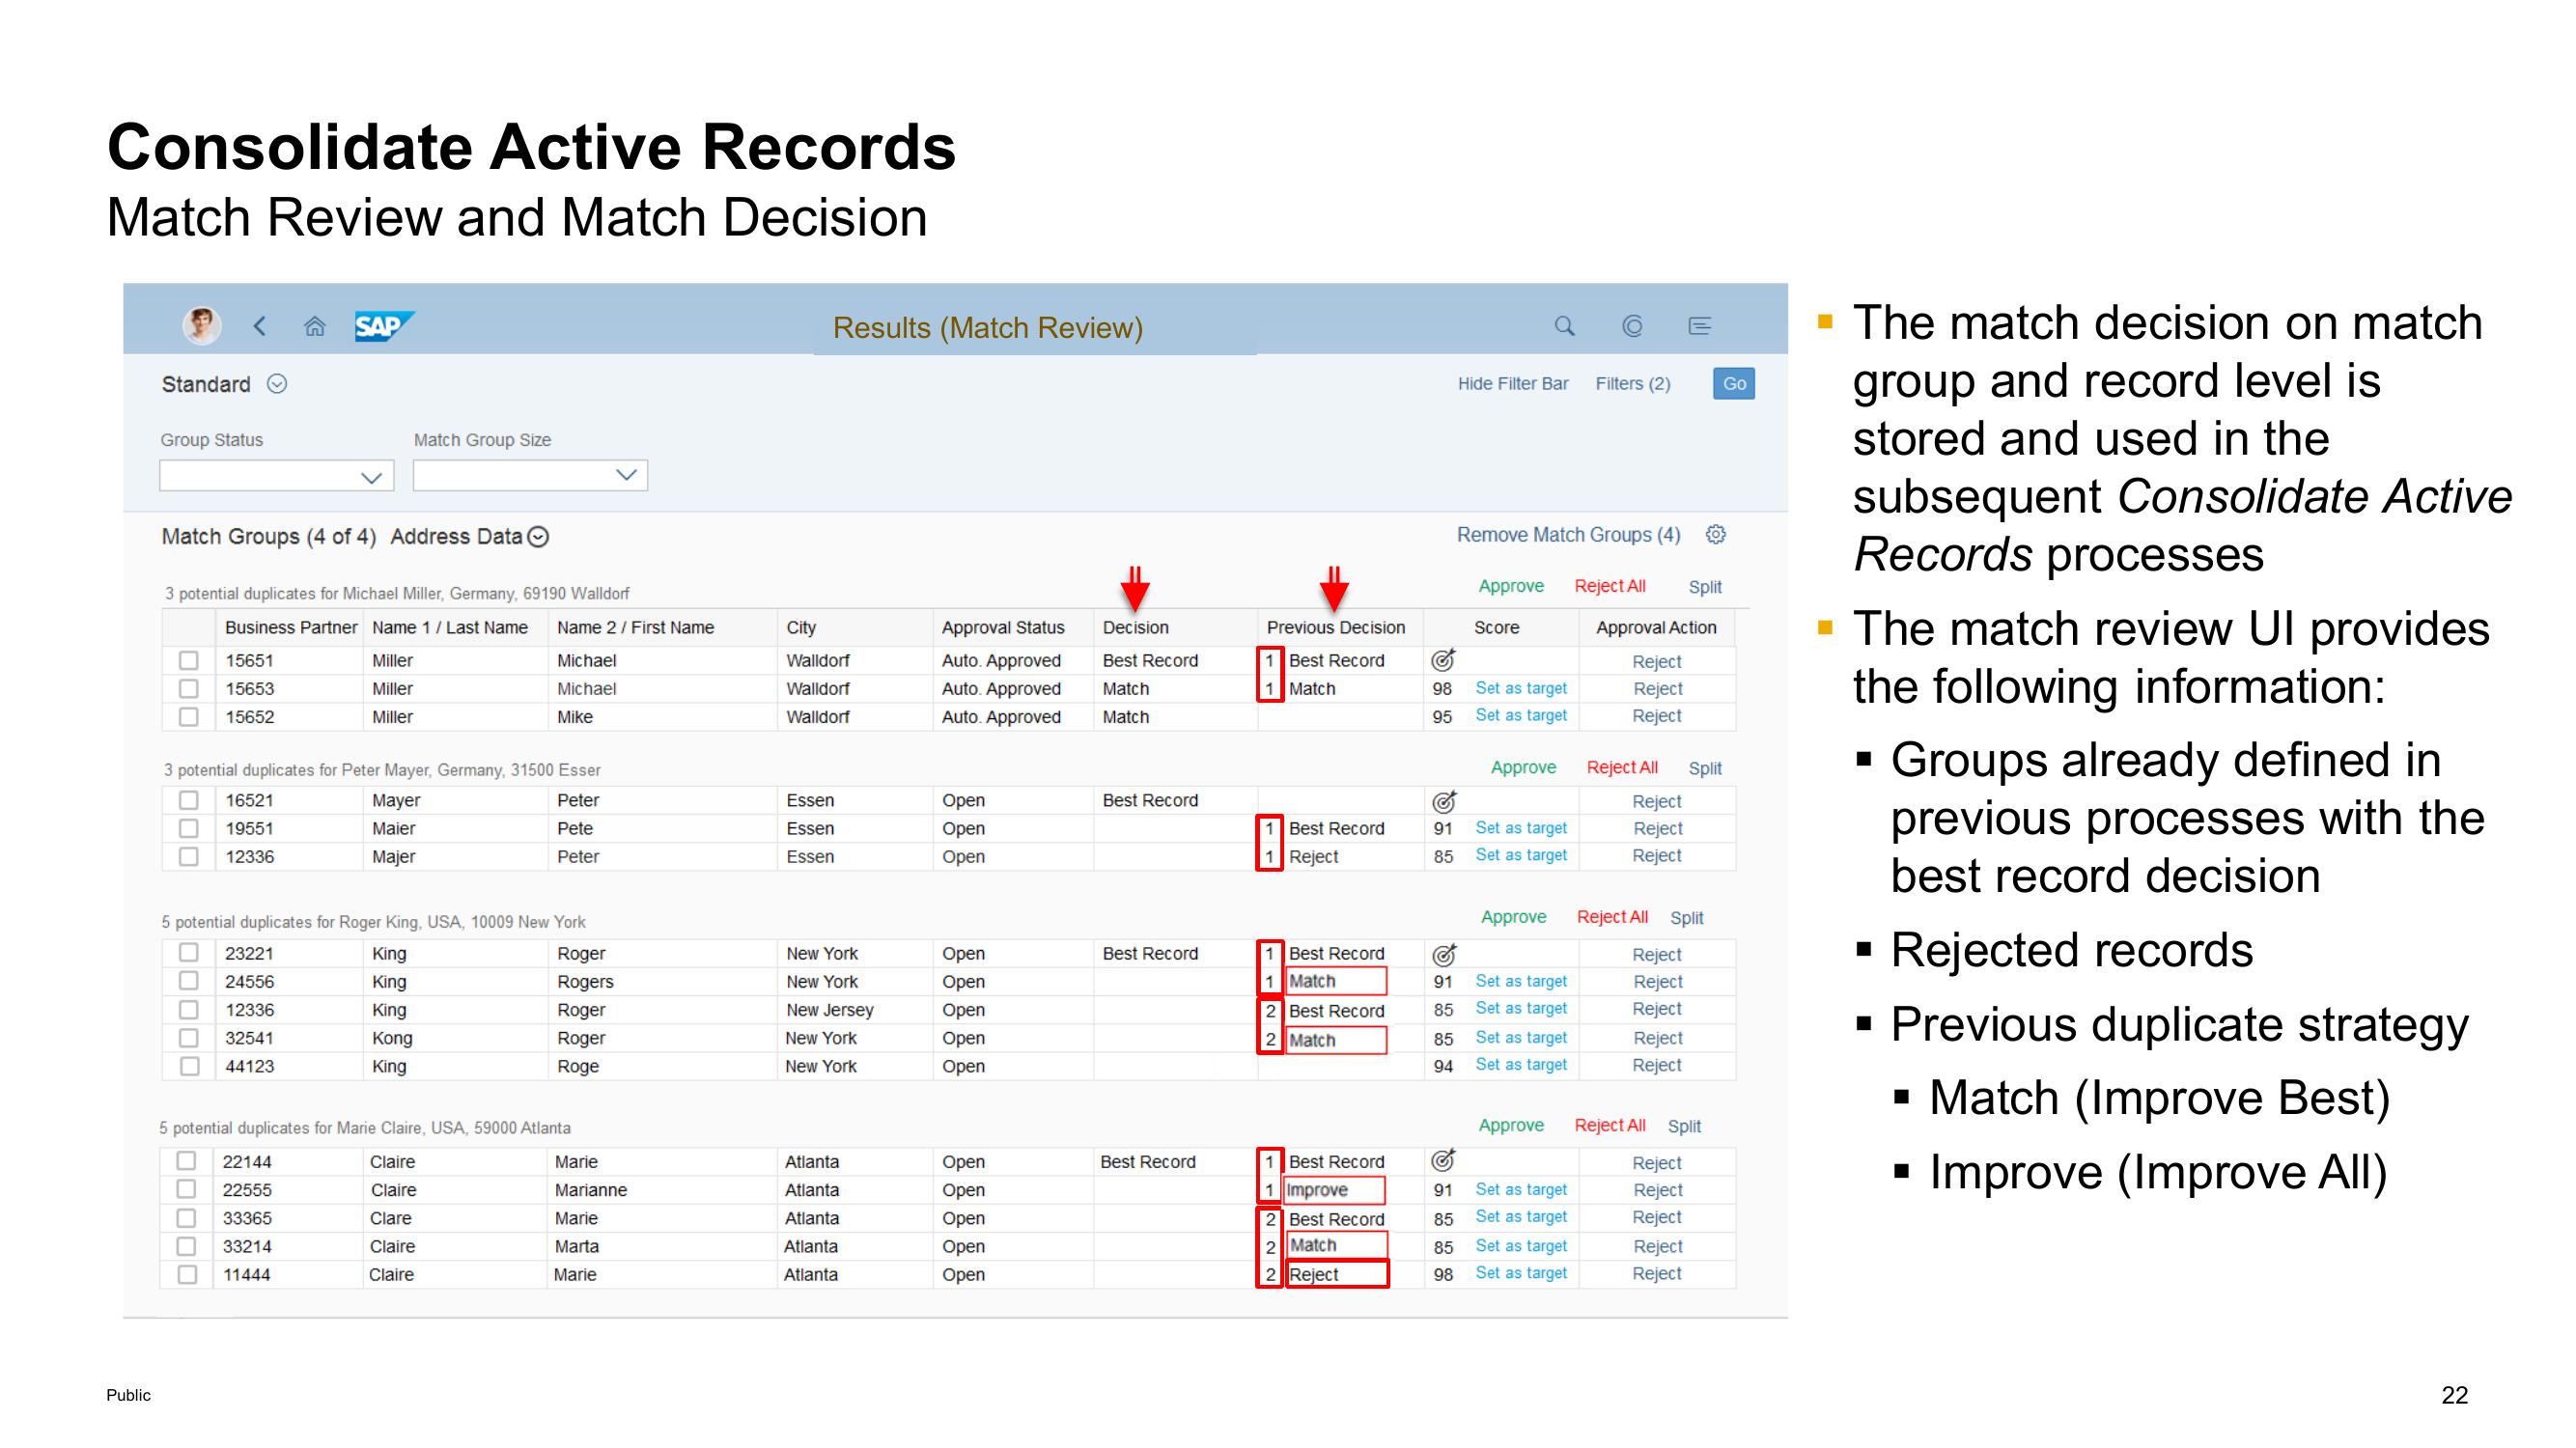 Consolidate Active Records
Match Review and Match Decision
SAP
Results (Match Review)
Standard
Hide Filter Bar Filters (2) Go
Group Status Match Group Size
Match Groups (4 of 4) Address Data
Remove Match Groups (4)
3 potential duplicates for Michael Miller, Germany, 69190 Walldorf Approve Reject All Split
Business Partner Name 1 / Last Name Name 2 / First Name City Approval Status Decision Previous Decision Score Approval Action
15651 Miller Michael Walldorf Auto. Approved Best Record 1 Best Record Reject
15653 Miller Michael Walldorf Auto. Approved Match 1 Match 98 Set as target Reject
15652 Miller Mike Walldorf Auto. Approved Match 95 Set as target Reject
3 potential duplicates for Peter Mayer, Germany, 31500 Esser Approve Reject All Split
16521 Mayer Peter Essen Open Best Record Reject
19551 Maier Pete Essen Open 1 Best Record 91 Set as target Reject
12336 Majer Peter Essen Open 1 Reject 85 Set as target Reject
5 potential duplicates for Roger King, USA, 10009 New York Approve Reject All Split
23221 King Roger New York Open Best Record 1 Best Record Reject
24556 King Rogers New York Open 1 Match 91 Set as target Reject
12336 King Roger New Jersey Open 2 Best Record 85 Set as target Reject
32541 Kong Roger New York Open 2 Match 85 Set as target Reject
44123 King Roge New York Open 94 Set as target Reject
5 potential duplicates for Marie Claire, USA, 59000 Atlanta Approve Reject All Split
22144 Claire Marie Atlanta Open Best Record 1 Best Record Reject
22555 Claire Marianne Atlanta Open 1 Improve 91 Set as target Reject
33365 Clare Marie Atlanta Open 2 Best Record 85 Set as target Reject
33214 Claire Marta Atlanta Open 2 Match 85 Set as target Reject
11444 Claire Marie Atlanta Open 2 Reject 98 Set as target Reject
The match decision on match
group and record level is
stored and used in the
subsequent Consolidate Active
Records processes
The match review UI provides
the following information:
Groups already defined in
previous processes with the
best record decision
Rejected records
Previous duplicate strategy
Match (Improve Best)
Improve (Improve All)
Public
22